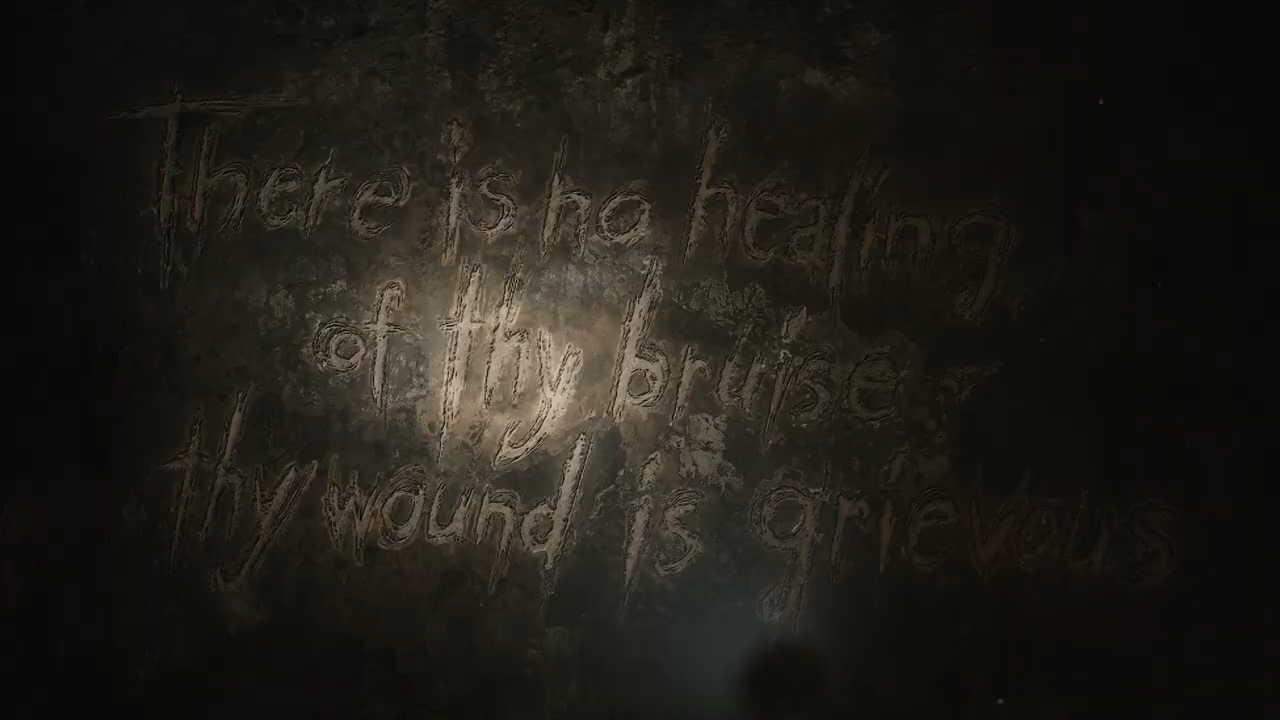 There is no healing
of thy bruise -
thy wound is grievous